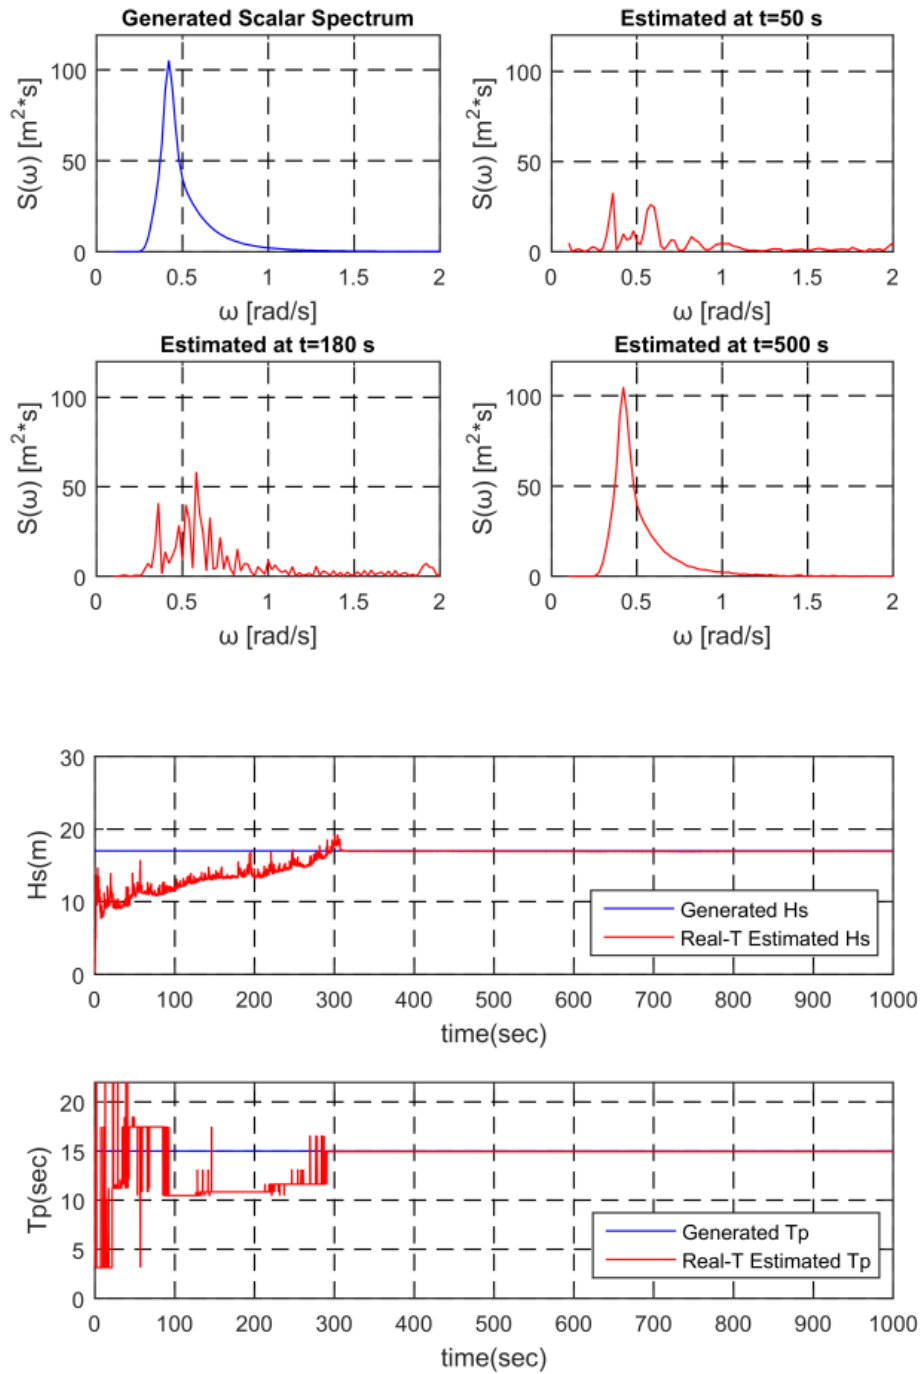 Generated Scalar Spectrum
S(ω) [m²*s]
100
50
0
0 0.5 1 1.5 2
ω [rad/s]
Estimated at t=50 s
S(ω) [m²*s]
100
50
0
0 0.5 1 1.5 2
ω [rad/s]
Estimated at t=180 s
S(ω) [m²*s]
100
50
0
0 0.5 1 1.5 2
ω [rad/s]
Estimated at t=500 s
S(ω) [m²*s]
100
50
0
0 0.5 1 1.5 2
ω [rad/s]
Hs(m)
30
20
10
0
Generated Hs
Real-T Estimated Hs
0 100 200 300 400 500 600 700 800 900 1000
time(sec)
Tp(sec)
20
15
10
5
0
Generated Tp
Real-T Estimated Tp
0 100 200 300 400 500 600 700 800 900 1000
time(sec)